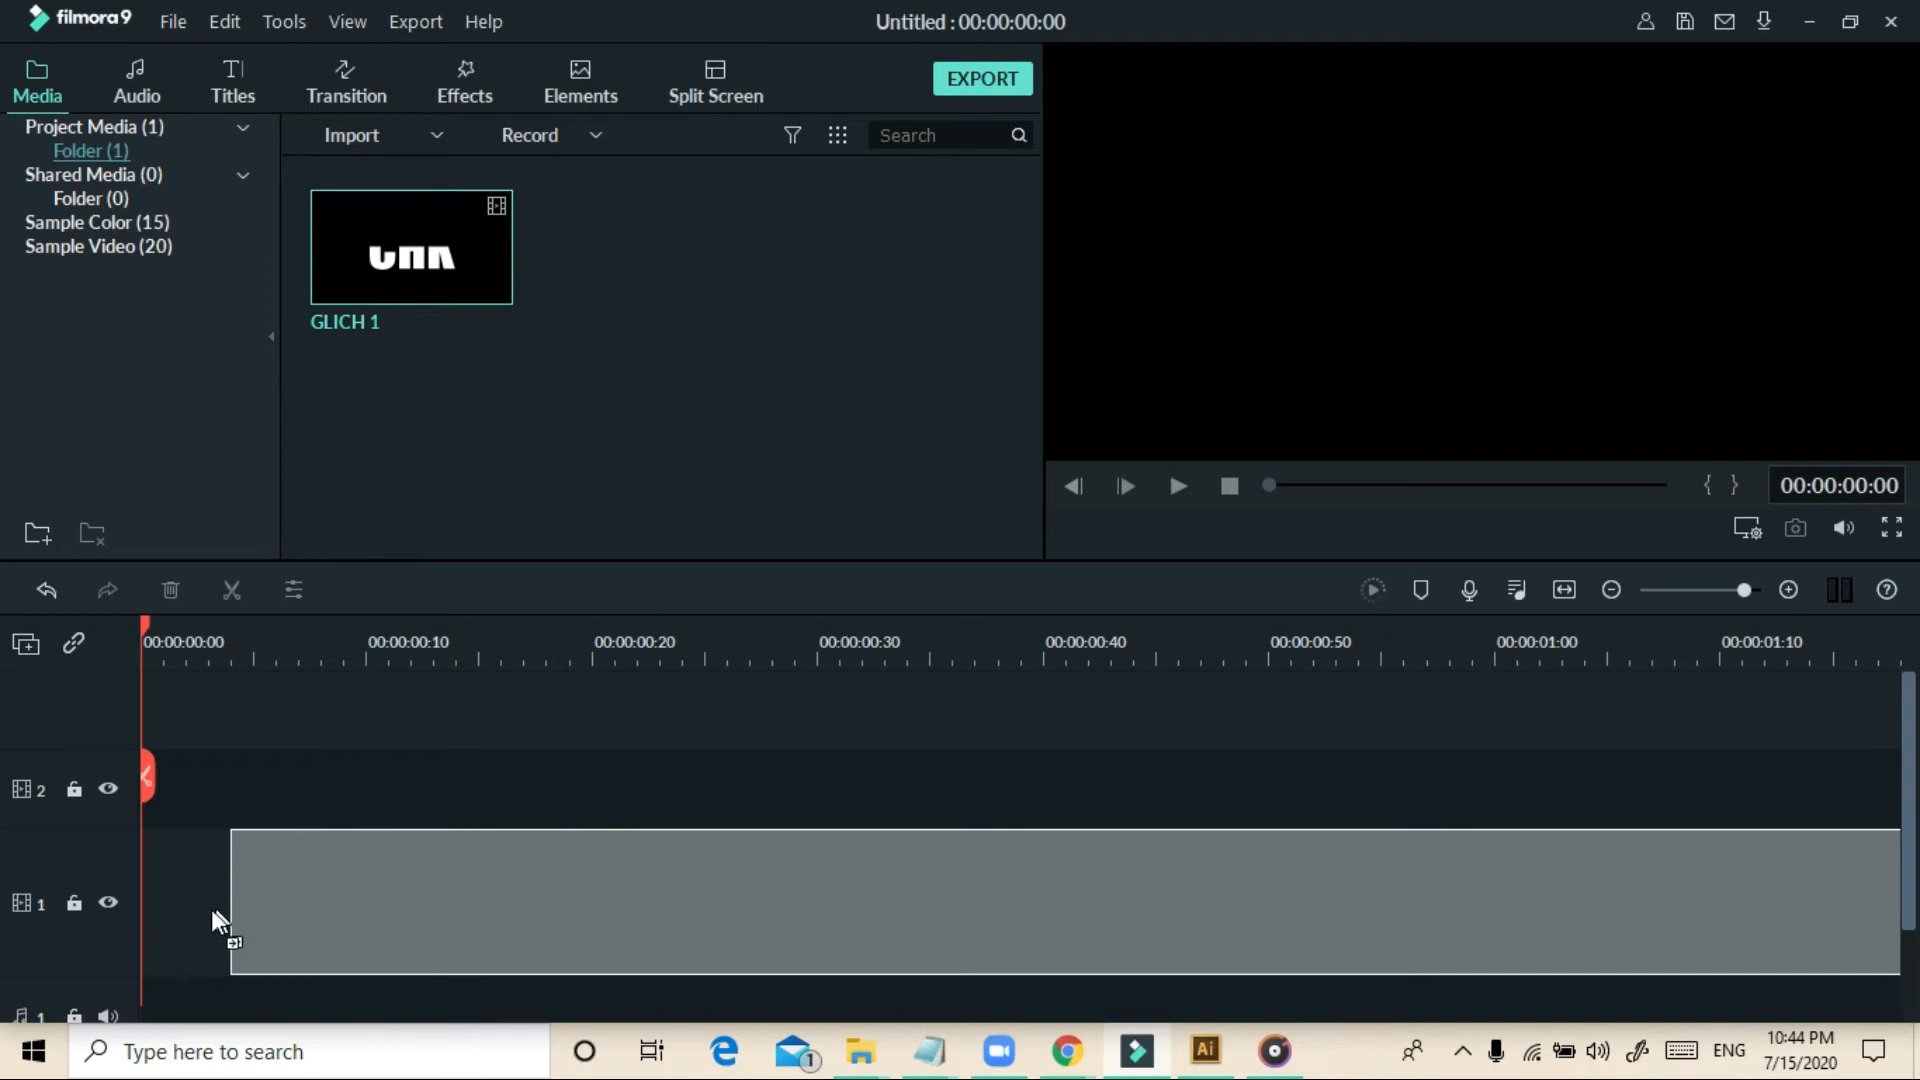 filmora9 File Edit Tools View Export Help Untitled : 00:00:00:00
Media Audio Titles Transition Effects Elements Split Screen EXPORT
Project Media (1)
Folder (1)
Shared Media (0)
Folder (0)
Sample Color (15)
Sample Video (20)
Import Record Search
GLICH 1
{ } 00:00:00:00
00:00:00:00 00:00:00:10 00:00:00:20 00:00:00:30 00:00:00:40 00:00:00:50 00:00:01:00 00:00:01:10
2
1
1
Type here to search
1
Ai
ENG
10:44 PM
7/15/2020